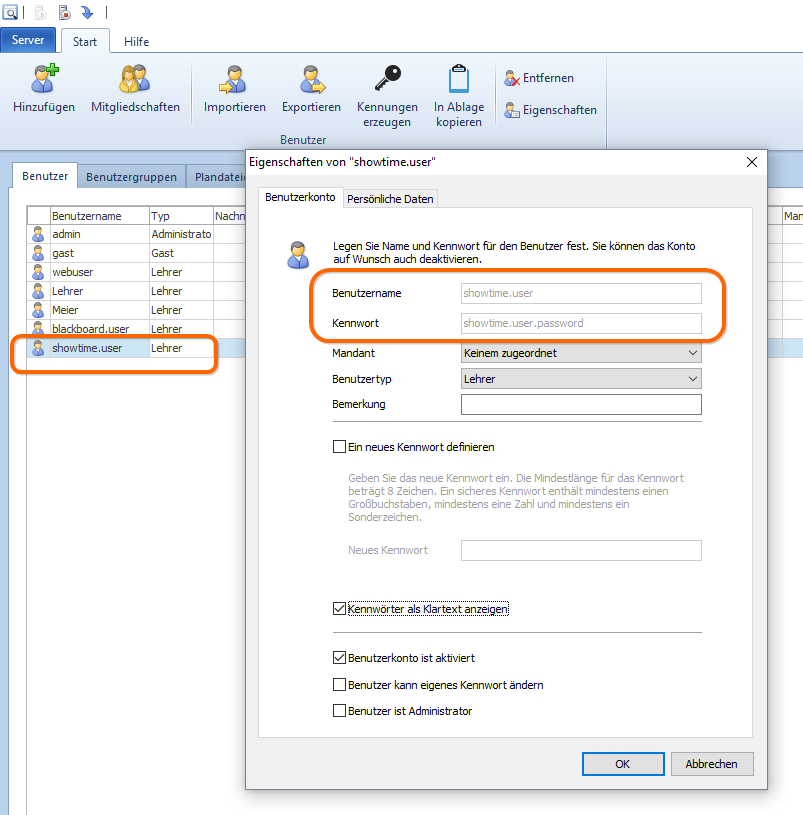 Server Start Hilfe
Hinzufügen Mitgliedschaften Importieren Exportieren Kennungen erzeugen In Ablage kopieren Entfernen
Eigenschaften
Benutzer
Benutzer Benutzergruppen Plandateie
Benutzername Typ Nachn Man
admin Administrato
gast Gast
webuser Lehrer
Lehrer Lehrer
Meier Lehrer
blackboard.user Lehrer
showtime.user Lehrer
Eigenschaften von "showtime.user"
Benutzerkonto Persönliche Daten
Legen Sie Name und Kennwort für den Benutzer fest. Sie können das Konto
auf Wunsch auch deaktivieren.
Benutzername showtime.user
Kennwort showtime.user.password
Mandant Keinem zugeordnet
Benutzertyp Lehrer
Bemerkung
Ein neues Kennwort definieren
Geben Sie das neue Kennwort ein. Die Mindestlänge für das Kennwort
beträgt 8 Zeichen. Ein sicheres Kennwort enthält mindestens einen
Großbuchstaben, mindestens eine Zahl und mindestens ein
Sonderzeichen.
Neues Kennwort
Kennwörter als Klartext anzeigen
Benutzerkonto ist aktiviert
Benutzer kann eigenes Kennwort ändern
Benutzer ist Administrator
OK Abbrechen